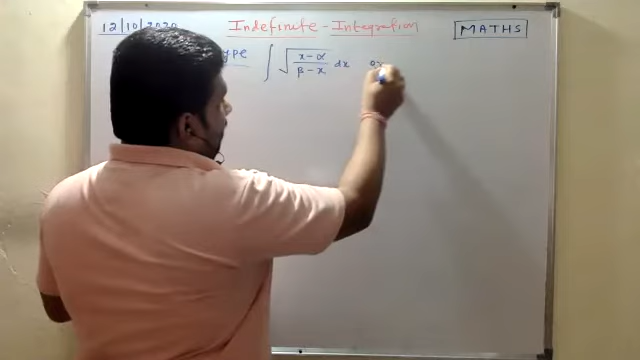 12/10/2020 Indefinite - Integration MATHS
ype ∫ √((x-α)/(β-x)) dx